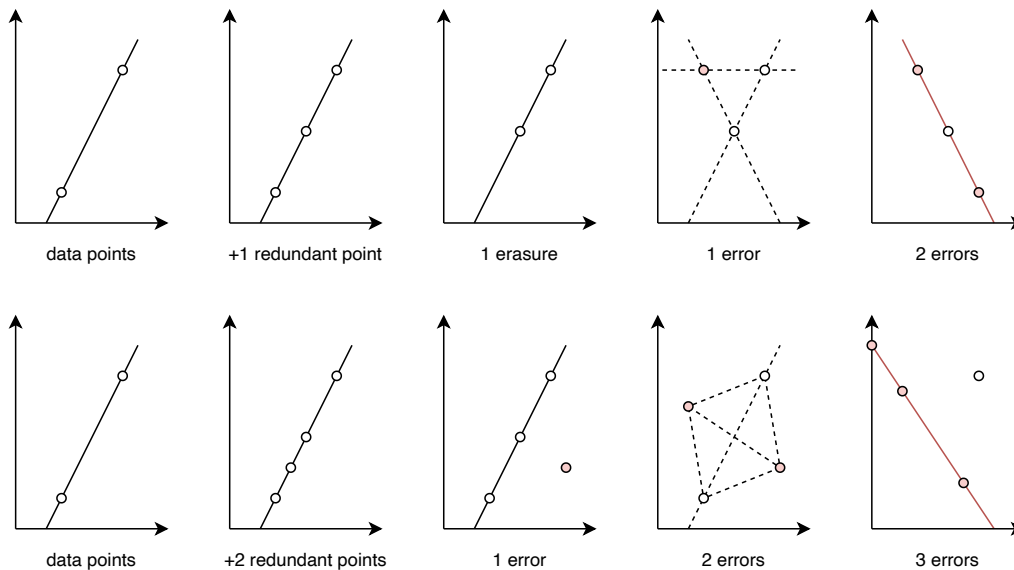 data points
+1 redundant point
1 erasure
1 error
2 errors
data points
+2 redundant points
1 error
2 errors
3 errors